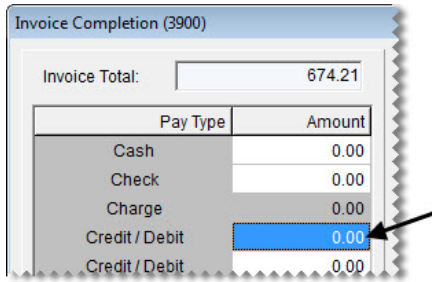 Invoice Completion (3900)
Invoice Total: 674.21
Pay Type Amount
Cash 0.00
Check 0.00
Charge 0.00
Credit / Debit 0.00
Credit / Debit 0.00